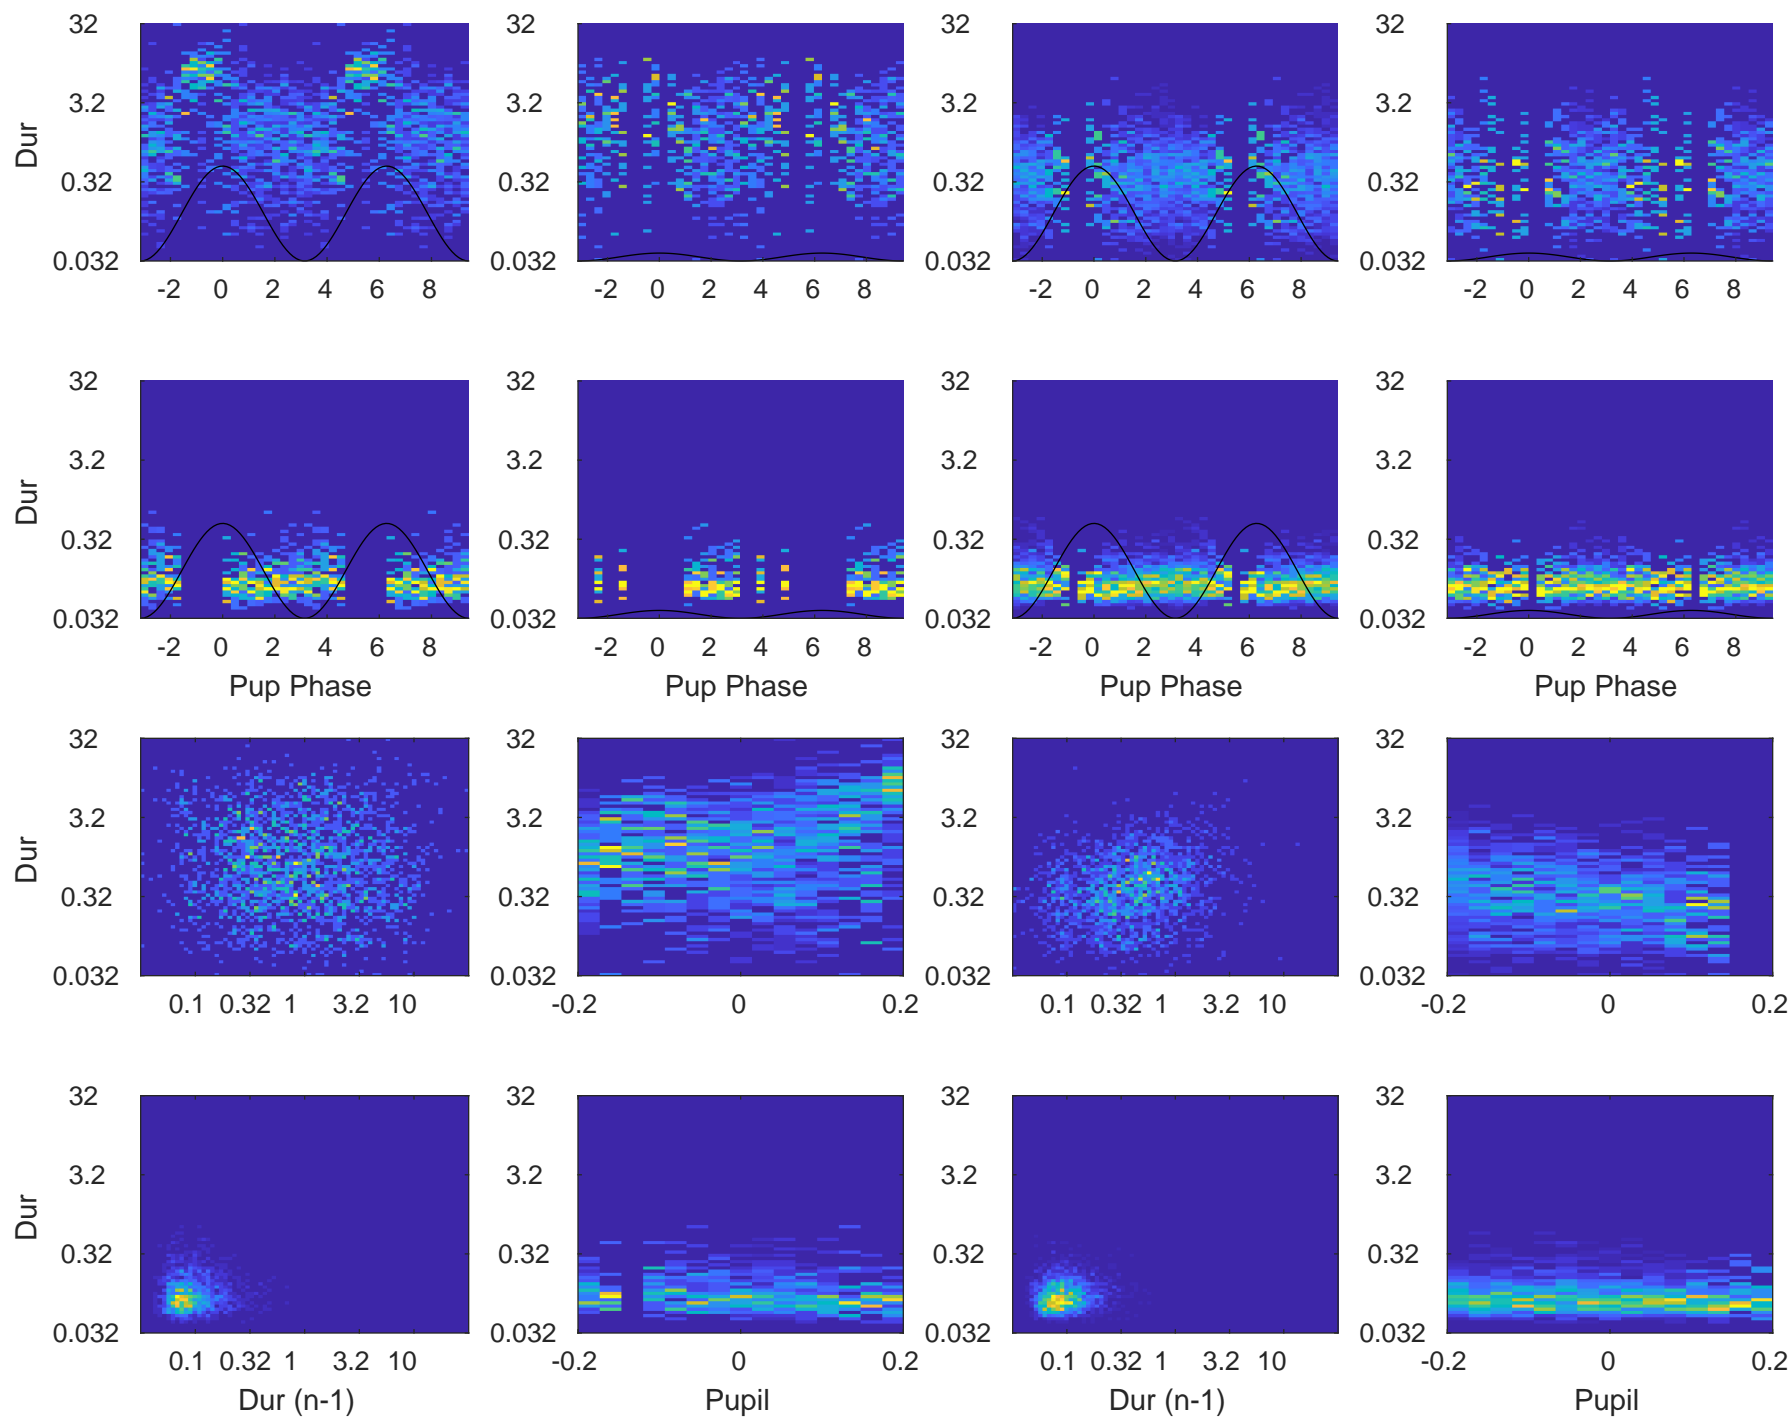 32 32 32 32
3.2 3.2 3.2 3.2
Dur
0.32 0.32 0.32 0.32
0.032 0.032 0.032
-2 0 2 4 6 8 -2 0 2 4 6 8 -2 0 2 4 6 8 -2 0 2 4 6 8
32 32 32 32
3.2 3.2 3.2 3.2
Dur
0.32 0.32 0.32 0.32
0.032 0.032 0.032 0.032
-2 0 2 4 6 8 -2 0 2 4 6 8 -2 0 2 4 6 8 -2 0 2 4 6 8
Pup Phase Pup Phase Pup Phase Pup Phase
32 32 32 32
3.2 3.2 3.2 3.2
Dur
0.32 0.32 0.32 0.32
0.032 0.032 0.032 0.032
0.1 0.32 1 3.2 10 -0.2 0 0.2 0.1 0.32 1 3.2 10 -0.2 0 0.2
32 32 32 32
3.2 3.2 3.2 3.2
Dur
0.32 0.32 0.32 0.32
0.032 0.032 0.032 0.032
0.1 0.32 1 3.2 10 -0.2 0 0.2 0.1 0.32 1 3.2 10 -0.2 0 0.2
Dur (n-1) Pupil Dur (n-1) Pupil